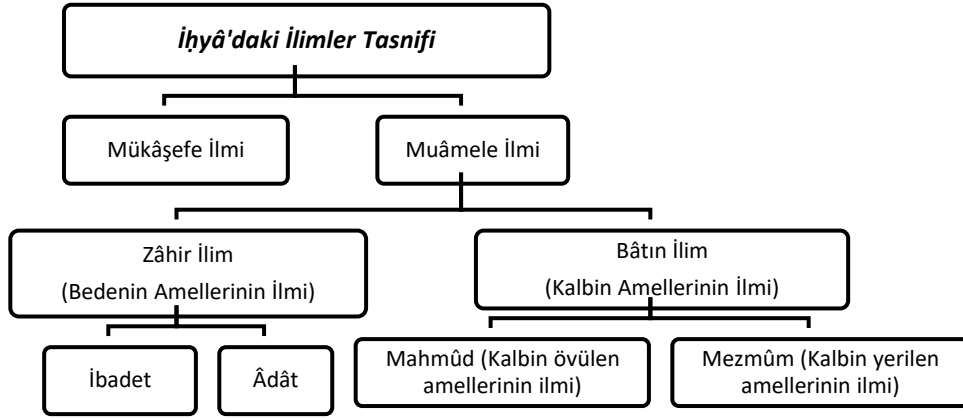 İḥyâ'daki İlimler Tasnifi
Mükâşefe İlmi
Muâmele İlmi
Zâhir İlim
(Bedenin Amellerinin İlmi)
Bâtın İlim
(Kalbin Amellerinin İlmi)
İbadet
Âdât
Mahmûd (Kalbin övülen
amellerinin ilmi)
Mezmûm (Kalbin yerilen
amellerinin ilmi)